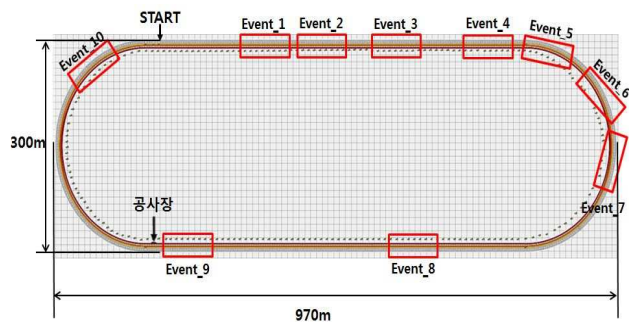 START
Event_1
Event_2
Event_3
Event_4
Event_5
Event_6
Event_7
Event_10
300m
공사장
Event_9
Event_8
970m